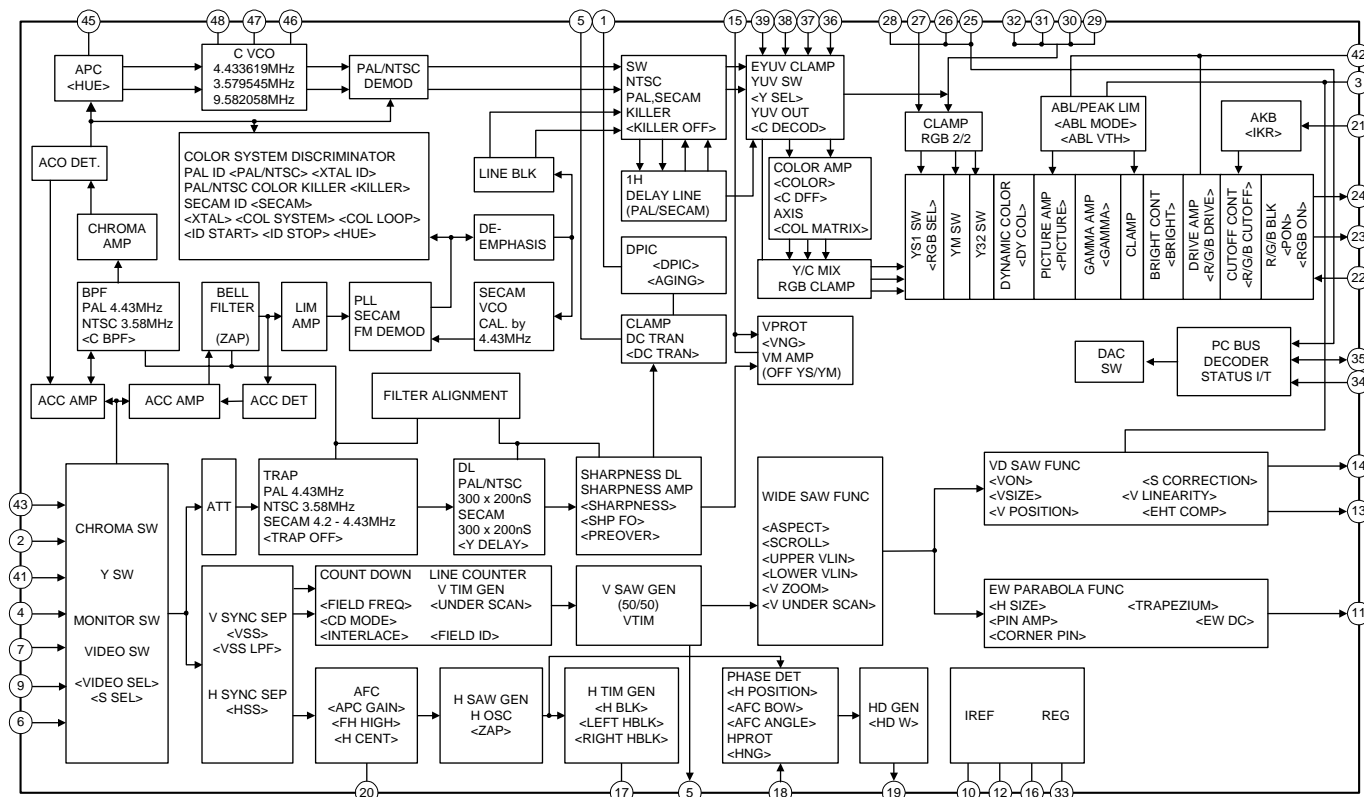 45
48
47
46
5
1
15
39
38
37
36
28
27
26
25
32
31
30
29
42
3
21
24
23
22
35
34
14
13
11
43
2
41
4
7
9
6
20
17
5
18
19
10
12
16
33
APC
<HUE>
C VCO
4.433619MHz
3.579545MHz
9.582058MHz
PAL/NTSC
DEMOD
SW
NTSC
PAL,SECAM
KILLER
<KILLER OFF>
EYUV CLAMP
YUV SW
<Y SEL>
YUV OUT
<C DECOD>
CLAMP
RGB 2/2
ABL/PEAK LIM
<ABL MODE>
<ABL VTH>
AKB
<IKR>
ACO DET.
COLOR SYSTEM DISCRIMINATOR
PAL ID <PAL/NTSC> <XTAL ID>
PAL/NTSC COLOR KILLER <KILLER>
SECAM ID <SECAM>
<XTAL> <COL SYSTEM> <COL LOOP>
<ID START> <ID STOP> <HUE>
LINE BLK
1H
DELAY LINE
(PAL/SECAM)
COLOR AMP
<COLOR>
<C DFF>
AXIS
<COL MATRIX>
YS1 SW
<RGB SEL>
YM SW
Y32 SW
DYNAMIC COLOR
<DY COL>
PICTURE AMP
<PICTURE>
GAMMA AMP
<GAMMA>
CLAMP
BRIGHT CONT
<BRIGHT>
DRIVE AMP
<R/G/B DRIVE>
CUTOFF CONT
<R/G/B CUTOFF>
R/G/B BLK
<PON>
<RGB ON>
CHROMA
AMP
DE-
EMPHASIS
DPIC
<DPIC>
<AGING>
Y/C MIX
RGB CLAMP
BPF
PAL 4.43MHz
NTSC 3.58MHz
<C BPF>
BELL
FILTER
(ZAP)
LIM
AMP
PLL
SECAM
FM DEMOD
SECAM
VCO
CAL. by
4.43MHz
CLAMP
DC TRAN
<DC TRAN>
VPROT
<VNG>
VM AMP
(OFF YS/YM)
DAC
SW
PC BUS
DECODER
STATUS I/T
ACC AMP
ACC AMP
ACC DET
FILTER ALIGNMENT
CHROMA SW
Y SW
MONITOR SW
VIDEO SW
<VIDEO SEL>
<S SEL>
ATT
TRAP
PAL 4.43MHz
NTSC 3.58MHz
SECAM 4.2 - 4.43MHz
<TRAP OFF>
DL
PAL/NTSC
300 x 200nS
SECAM
300 x 200nS
<Y DELAY>
SHARPNESS DL
SHARPNESS AMP
<SHARPNESS>
<SHP FO>
<PREOVER>
WIDE SAW FUNC
<ASPECT>
<SCROLL>
<UPPER VLIN>
<LOWER VLIN>
<V ZOOM>
<V UNDER SCAN>
VD SAW FUNC
<VON> <S CORRECTION>
<VSIZE> <V LINEARITY>
<V POSITION> <EHT COMP>
V SYNC SEP
<VSS>
<VSS LPF>
H SYNC SEP
<HSS>
COUNT DOWN LINE COUNTER
V TIM GEN
<FIELD FREQ> <UNDER SCAN>
<CD MODE>
<INTERLACE> <FIELD ID>
V SAW GEN
(50/50)
VTIM
EW PARABOLA FUNC
<H SIZE> <TRAPEZIUM>
<PIN AMP> <EW DC>
<CORNER PIN>
AFC
<APC GAIN>
<FH HIGH>
<H CENT>
H SAW GEN
H OSC
<ZAP>
H TIM GEN
<H BLK>
<LEFT HBLK>
<RIGHT HBLK>
PHASE DET
<H POSITION>
<AFC BOW>
<AFC ANGLE>
HPROT
<HNG>
HD GEN
<HD W>
IREF REG